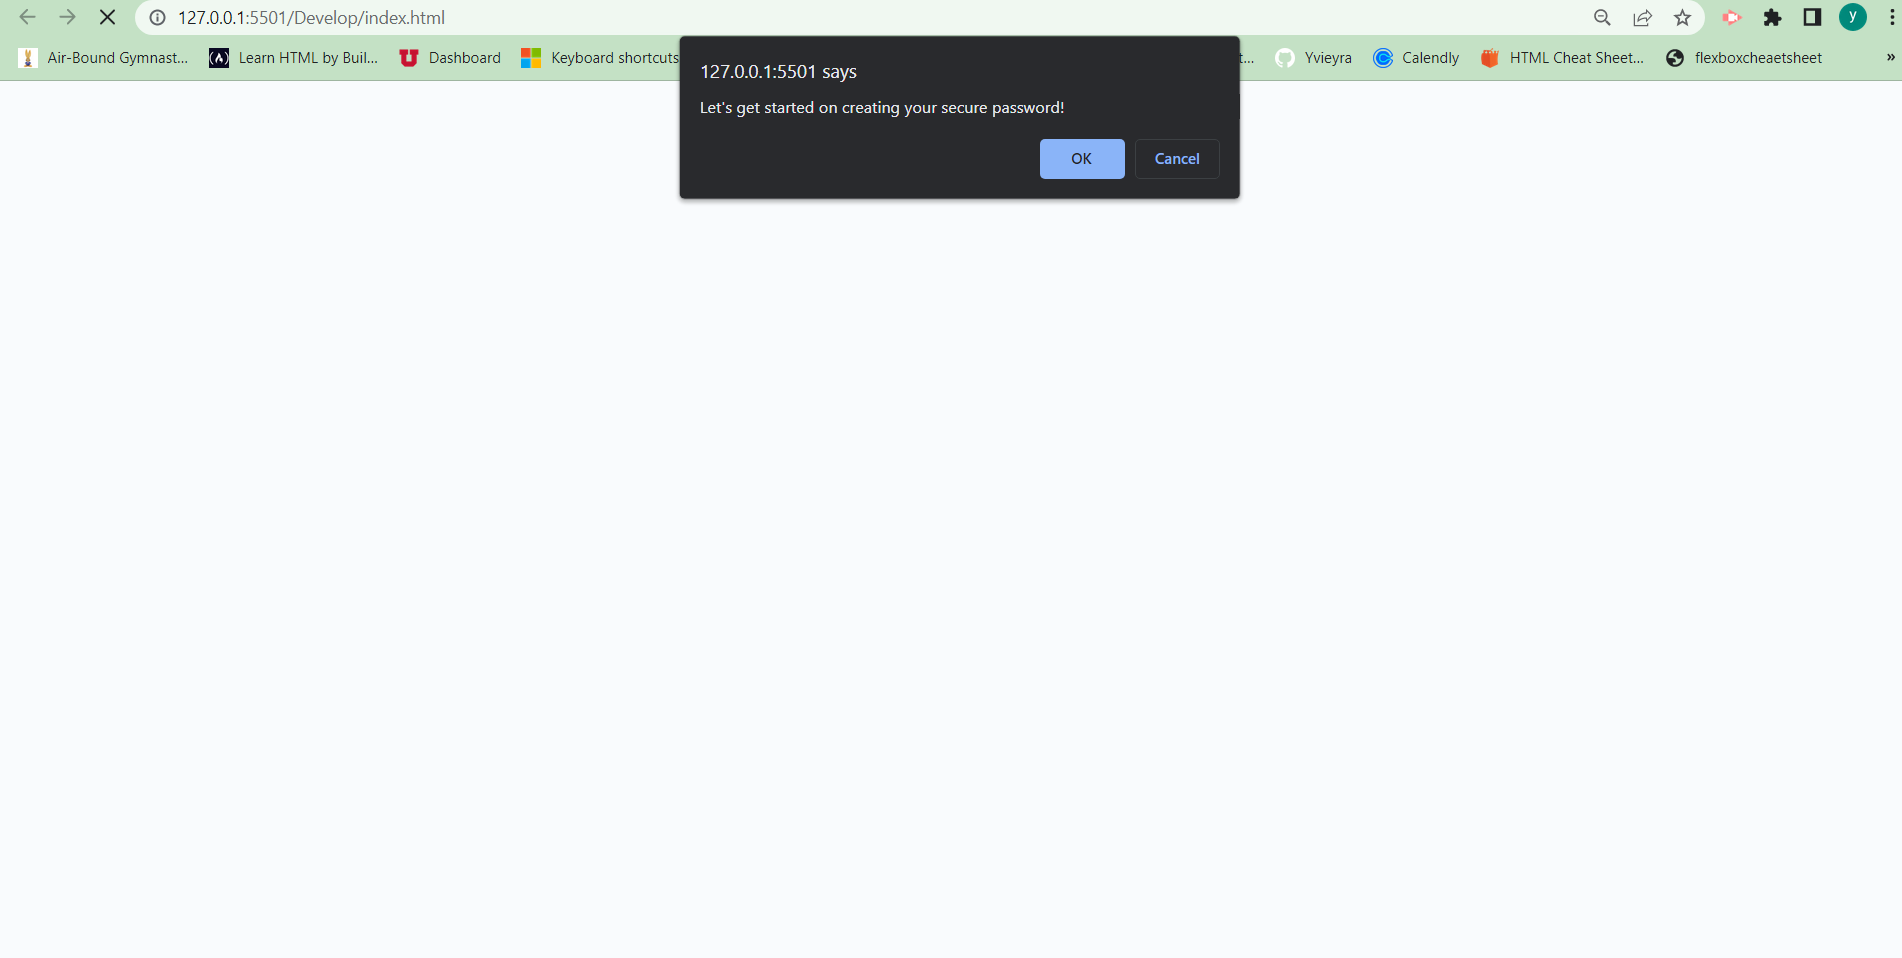 127.0.0.1:5501/Develop/index.html
y
Air-Bound Gymnast... Learn HTML by Buil... Dashboard Keyboard shortcuts t... Yvieyra Calendly HTML Cheat Sheet... flexboxcheaetsheet »
127.0.0.1:5501 says
Let's get started on creating your secure password!
OK Cancel